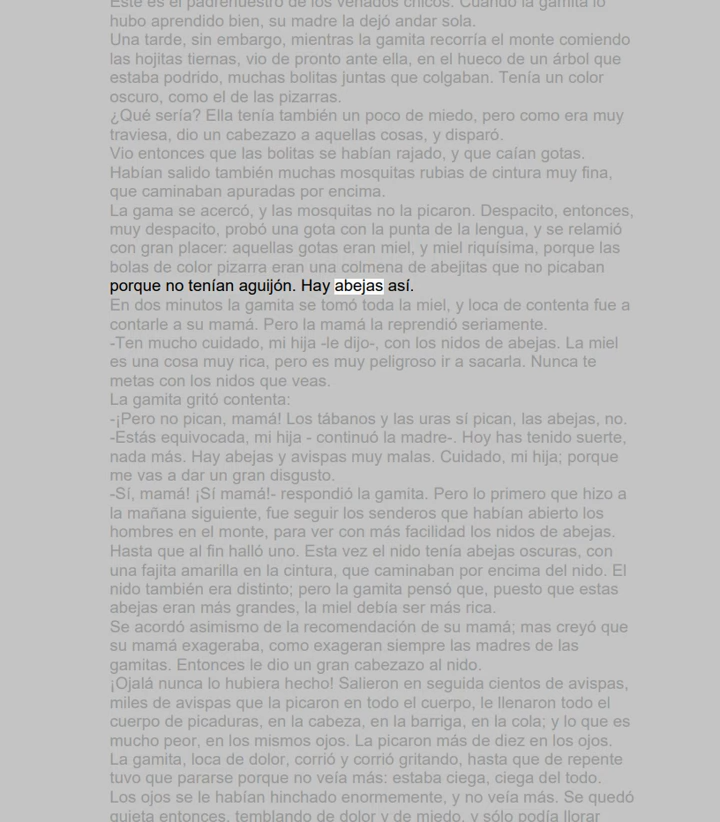 Este es el padrenuestro de los venados chicos. Cuando la gamita lo
hubo aprendido bien, su madre la dejó andar sola.
Una tarde, sin embargo, mientras la gamita recorría el monte comiendo
las hojitas tiernas, vio de pronto ante ella, en el hueco de un árbol que
estaba podrido, muchas bolitas juntas que colgaban. Tenía un color
oscuro, como el de las pizarras.
¿Qué sería? Ella tenía también un poco de miedo, pero como era muy
traviesa, dio un cabezazo a aquellas cosas, y disparó.
Vio entonces que las bolitas se habían rajado, y que caían gotas.
Habían salido también muchas mosquitas rubias de cintura muy fina,
que caminaban apuradas por encima.
La gama se acercó, y las mosquitas no la picaron. Despacito, entonces,
muy despacito, probó una gota con la punta de la lengua, y se relamió
con gran placer: aquellas gotas eran miel, y miel riquísima, porque las
bolas de color pizarra eran una colmena de abejitas que no picaban
porque no tenían aguijón. Hay abejas así.
En dos minutos la gamita se tomó toda la miel, y loca de contenta fue a
contarle a su mamá. Pero la mamá la reprendió seriamente.
-Ten mucho cuidado, mi hija -le dijo-, con los nidos de abejas. La miel
es una cosa muy rica, pero es muy peligroso ir a sacarla. Nunca te
metas con los nidos que veas.
La gamita gritó contenta:
-¡Pero no pican, mamá! Los tábanos y las uras sí pican, las abejas, no.
-Estás equivocada, mi hija - continuó la madre-. Hoy has tenido suerte,
nada más. Hay abejas y avispas muy malas. Cuidado, mi hija; porque
me vas a dar un gran disgusto.
-Sí, mamá! ¡Sí mamá!- respondió la gamita. Pero lo primero que hizo a
la mañana siguiente, fue seguir los senderos que habían abierto los
hombres en el monte, para ver con más facilidad los nidos de abejas.
Hasta que al fin halló uno. Esta vez el nido tenía abejas oscuras, con
una fajita amarilla en la cintura, que caminaban por encima del nido. El
nido también era distinto; pero la gamita pensó que, puesto que estas
abejas eran más grandes, la miel debía ser más rica.
Se acordó asimismo de la recomendación de su mamá; mas creyó que
su mamá exageraba, como exageran siempre las madres de las
gamitas. Entonces le dio un gran cabezazo al nido.
¡Ojalá nunca lo hubiera hecho! Salieron en seguida cientos de avispas,
miles de avispas que la picaron en todo el cuerpo, le llenaron todo el
cuerpo de picaduras, en la cabeza, en la barriga, en la cola; y lo que es
mucho peor, en los mismos ojos. La picaron más de diez en los ojos.
La gamita, loca de dolor, corrió y corrió gritando, hasta que de repente
tuvo que pararse porque no veía más: estaba ciega, ciega del todo.
Los ojos se le habían hinchado enormemente, y no veía más. Se quedó
quieta entonces, temblando de dolor y de miedo, y sólo podía llorar